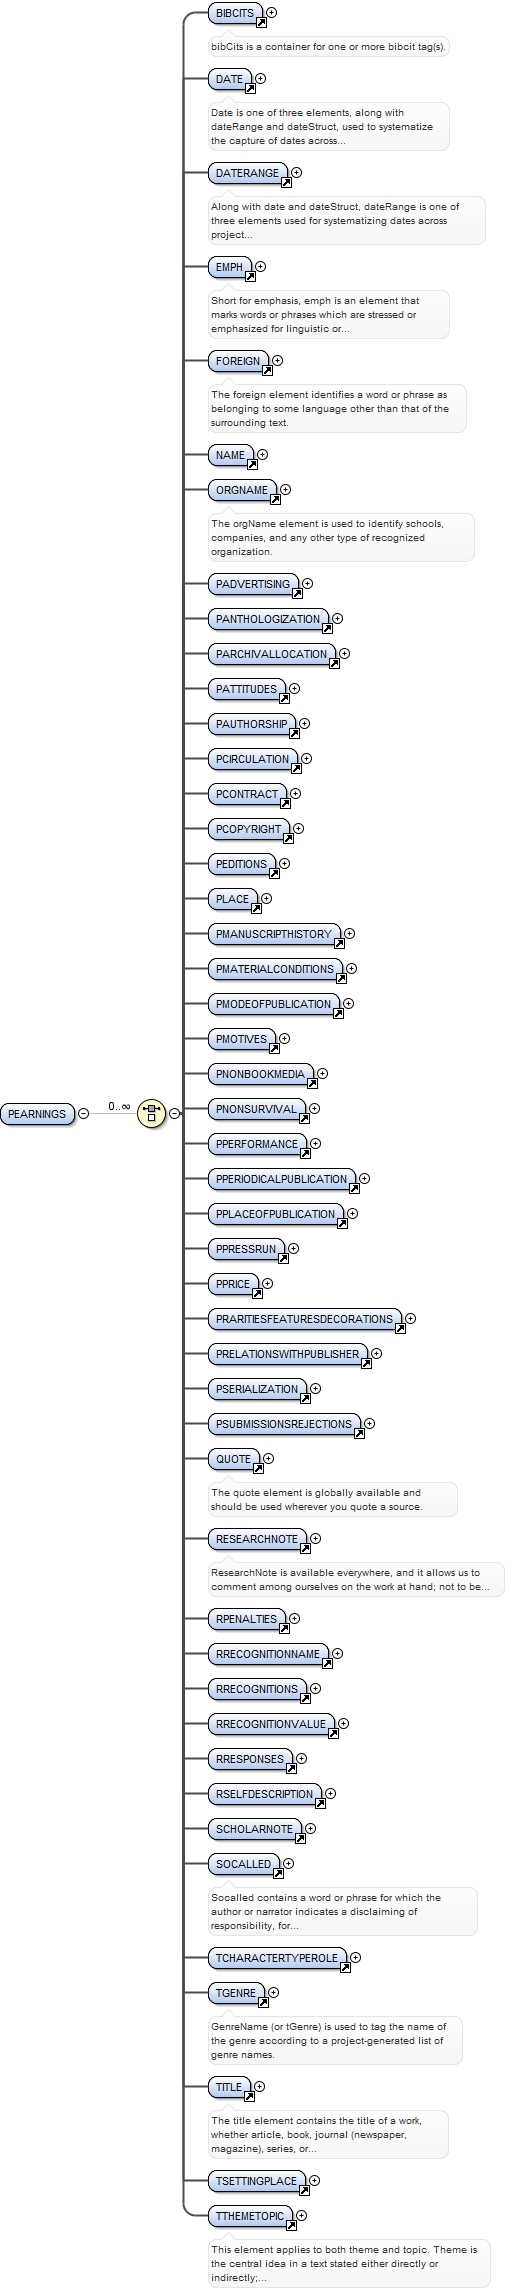 BIBCITS
bibCits is a container for one or more bibcit tag(s).
DATE
Date is one of three elements, along with
dateRange and dateStruct, used to systematize
the capture of dates across...
DATERANGE
Along with date and dateStruct, dateRange is one of
three elements used for systematizing dates across
project...
EMPH
Short for emphasis, emph is an element that
marks words or phrases which are stressed or
emphasized for linguistic or...
FOREIGN
The foreign element identifies a word or phrase as
belonging to some language other than that of the
surrounding text.
NAME
ORGNAME
The orgName element is used to identify schools,
companies, and any other type of recognized
organization.
PADVERTISING
PANTHOLOGIZATION
PARCHIVALLOCATION
PATTITUDES
PAUTHORSHIP
PCIRCULATION
PCONTRACT
PCOPYRIGHT
PEDITIONS
PLACE
PMANUSCRIPTHISTORY
PMATERIALCONDITIONS
PMODEOFPUBLICATION
PMOTIVES
PNONBOOKMEDIA
PEARNINGS 0..∞ PNONSURVIVAL
PPERFORMANCE
PPERIODICALPUBLICATION
PPLACEOFPUBLICATION
PPRESSRUN
PPRICE
PRARITIESFEATURESDECORATIONS
PRELATIONSWITHPUBLISHER
PSERIALIZATION
PSUBMISSIONSREJECTIONS
QUOTE
The quote element is globally available and
should be used wherever you quote a source.
RESEARCHNOTE
ResearchNote is available everywhere, and it allows us to
comment among ourselves on the work at hand; not to be...
RPENALTIES
RRECOGNITIONNAME
RRECOGNITIONS
RRECOGNITIONVALUE
RRESPONSES
RSELFDESCRIPTION
SCHOLARNOTE
SOCALLED
Socalled contains a word or phrase for which the
author or narrator indicates a disclaiming of
responsibility, for...
TCHARACTERTYPEROLE
TGENRE
GenreName (or tGenre) is used to tag the name of
the genre according to a project-generated list of
genre names.
TITLE
The title element contains the title of a work,
whether article, book, journal (newspaper,
magazine), series, or...
TSETTINGPLACE
TTHEMETOPIC
This element applies to both theme and topic. Theme is
the central idea in a text stated either directly or
indirectly;...